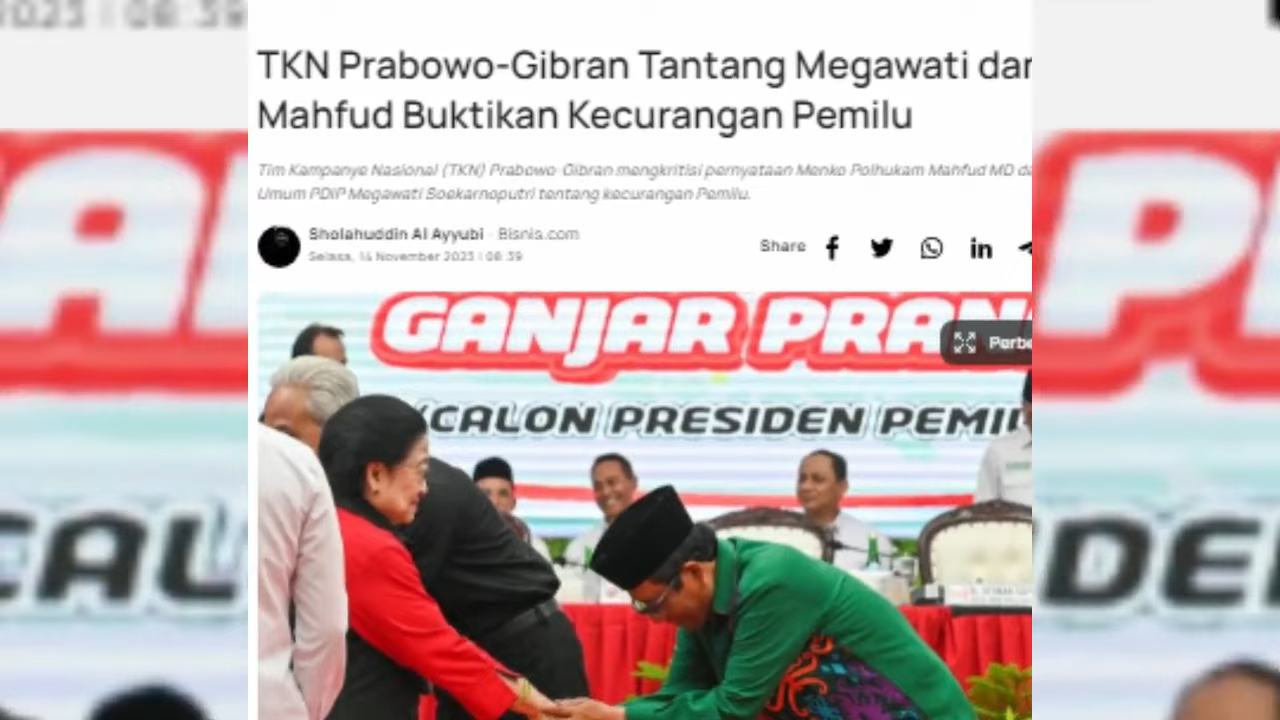 TKN Prabowo-Gibran Tantang Megawati dan
Mahfud Buktikan Kecurangan Pemilu
Tim Kampanye Nasional (TKN) Prabowo-Gibran mengkritisi pernyataan Menko Polhukam Mahfud MD da
Umum PDIP Megawati Soekarnoputri tentang kecurangan Pemilu.
Sholahuddin Al Ayyubi - Bisnis.com
Selasa, 14 November 2023 | 08:39
Share
GANJAR PRAN
Perbe
CALON PRESIDEN PEMIL